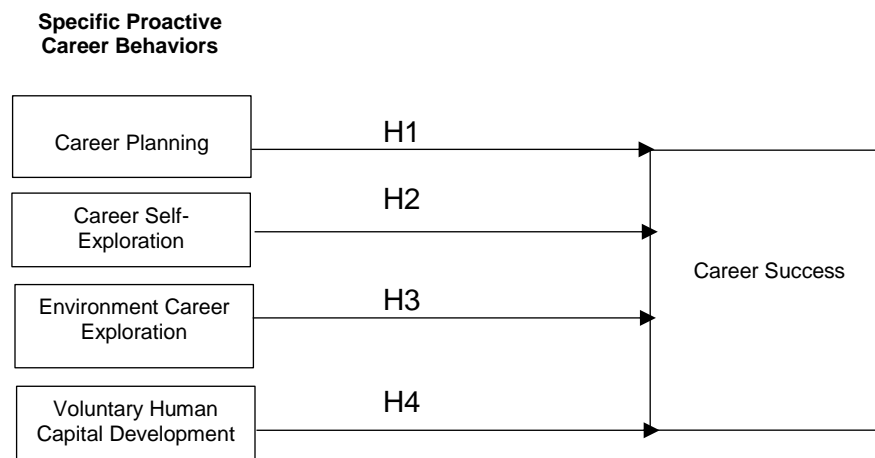 Specific Proactive
Career Behaviors
Career Planning
H1
Career Self-
Exploration
H2
Environment Career
Exploration
H3
Voluntary Human
Capital Development
H4
Career Success